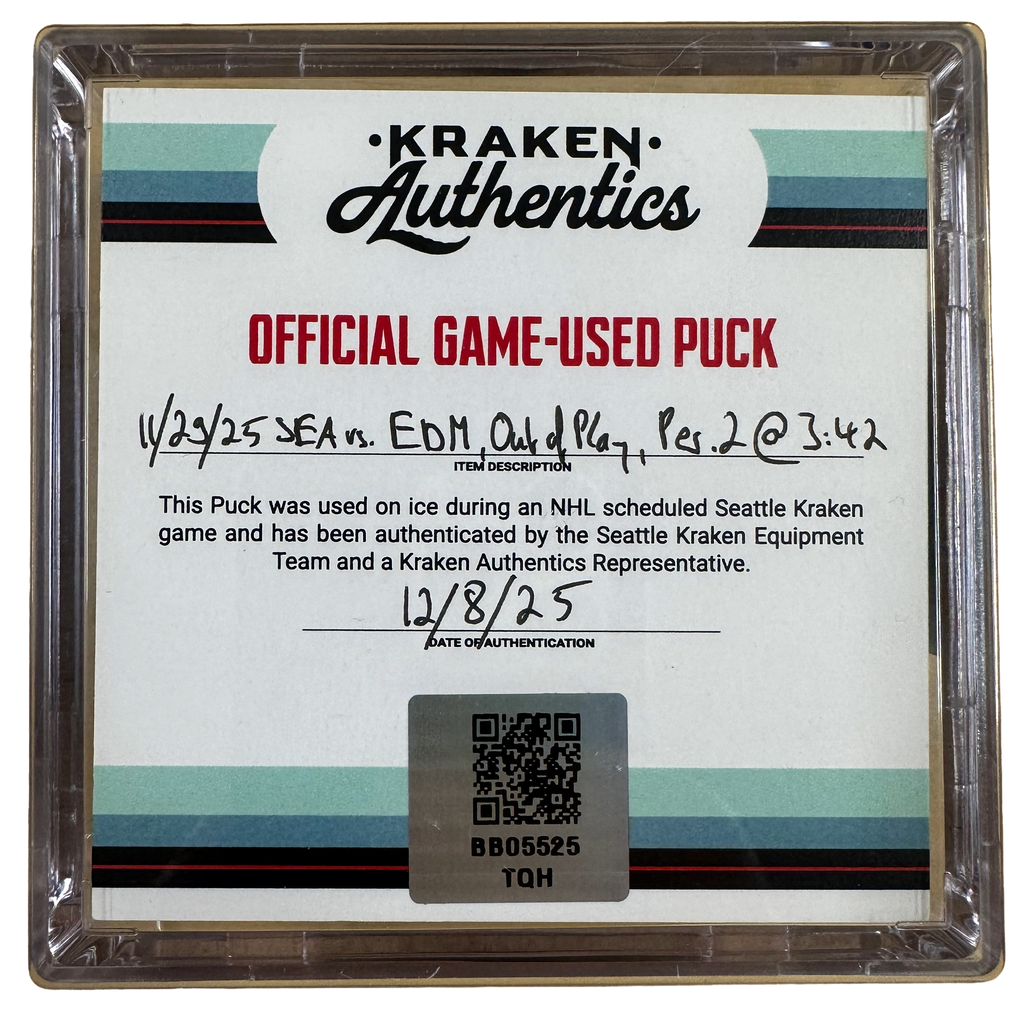 ·KRAKEN·
Authentics
OFFICIAL GAME-USED PUCK
11/29/25 SEA vs. EDM, Out of Play, Per. 2 @ 3:42
ITEM DESCRIPTION
This Puck was used on ice during an NHL scheduled Seattle Kraken
game and has been authenticated by the Seattle Kraken Equipment
Team and a Kraken Authentics Representative.
12/8/25
DATE OF AUTHENTICATION
BB05525
TQH